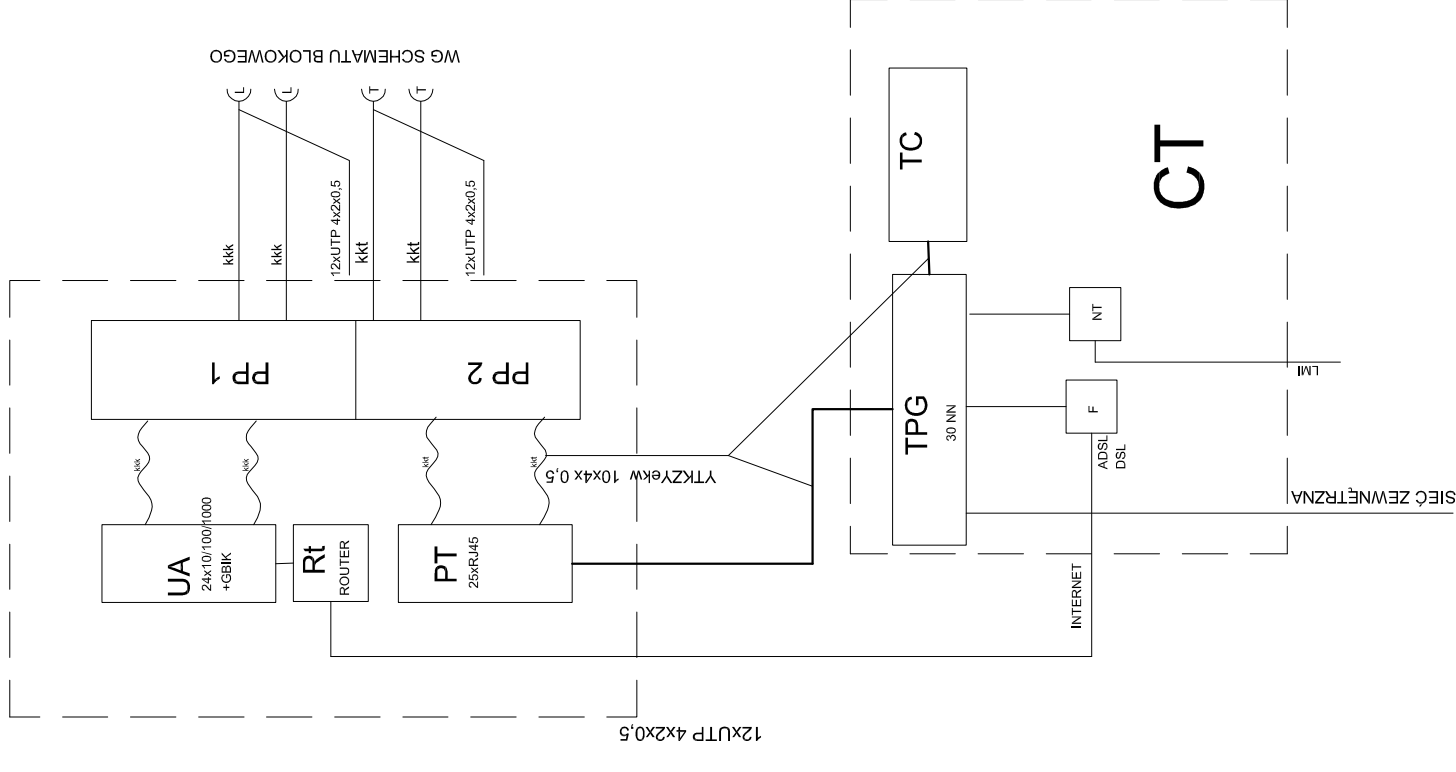 WG SCHEMATU BLOKOWEGO
L
L
T
T
kkk
kkk
12xUTP 4x2x0,5
kkt
kkt
12xUTP 4x2x0,5
PP 1
PP 2
kkk
kkk
kkt
kkt
UA
24x10/100/1000
+GBIK
Rt
ROUTER
PT
25xRJ45
YTKZYekw 10x4x 0,5
12xUTP 4x2x0,5
TC
CT
TPG
30 NN
NT
LMI
F
ADSL
DSL
SIEĆ ZEWNĘTRZNA
INTERNET